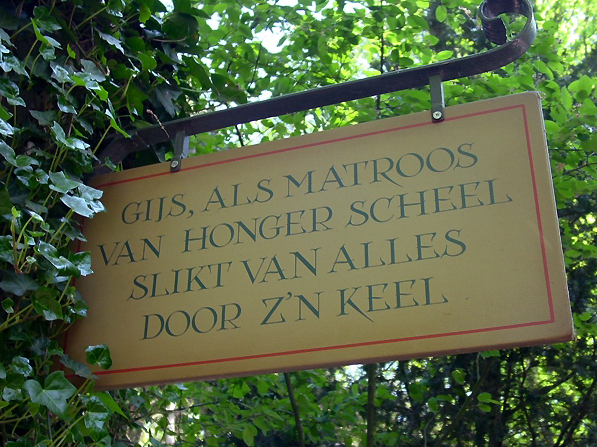 GIJS, ALS MATROOS
VAN HONGER SCHEEL
SLIKT VAN ALLES
DOOR Z'N KEEL